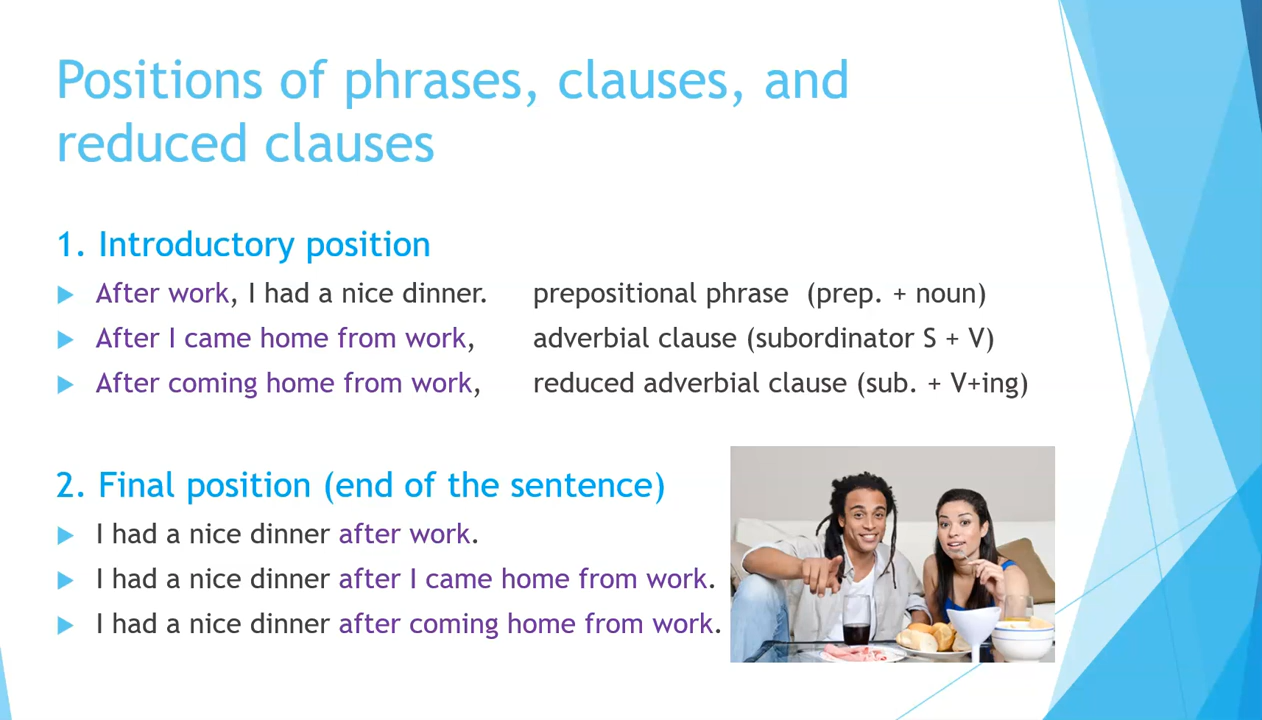 Positions of phrases, clauses, and
reduced clauses
1. Introductory position
After work, I had a nice dinner. prepositional phrase (prep. + noun)
After I came home from work, adverbial clause (subordinator S + V)
After coming home from work, reduced adverbial clause (sub. + V+ing)
2. Final position (end of the sentence)
I had a nice dinner after work.
I had a nice dinner after I came home from work.
I had a nice dinner after coming home from work.